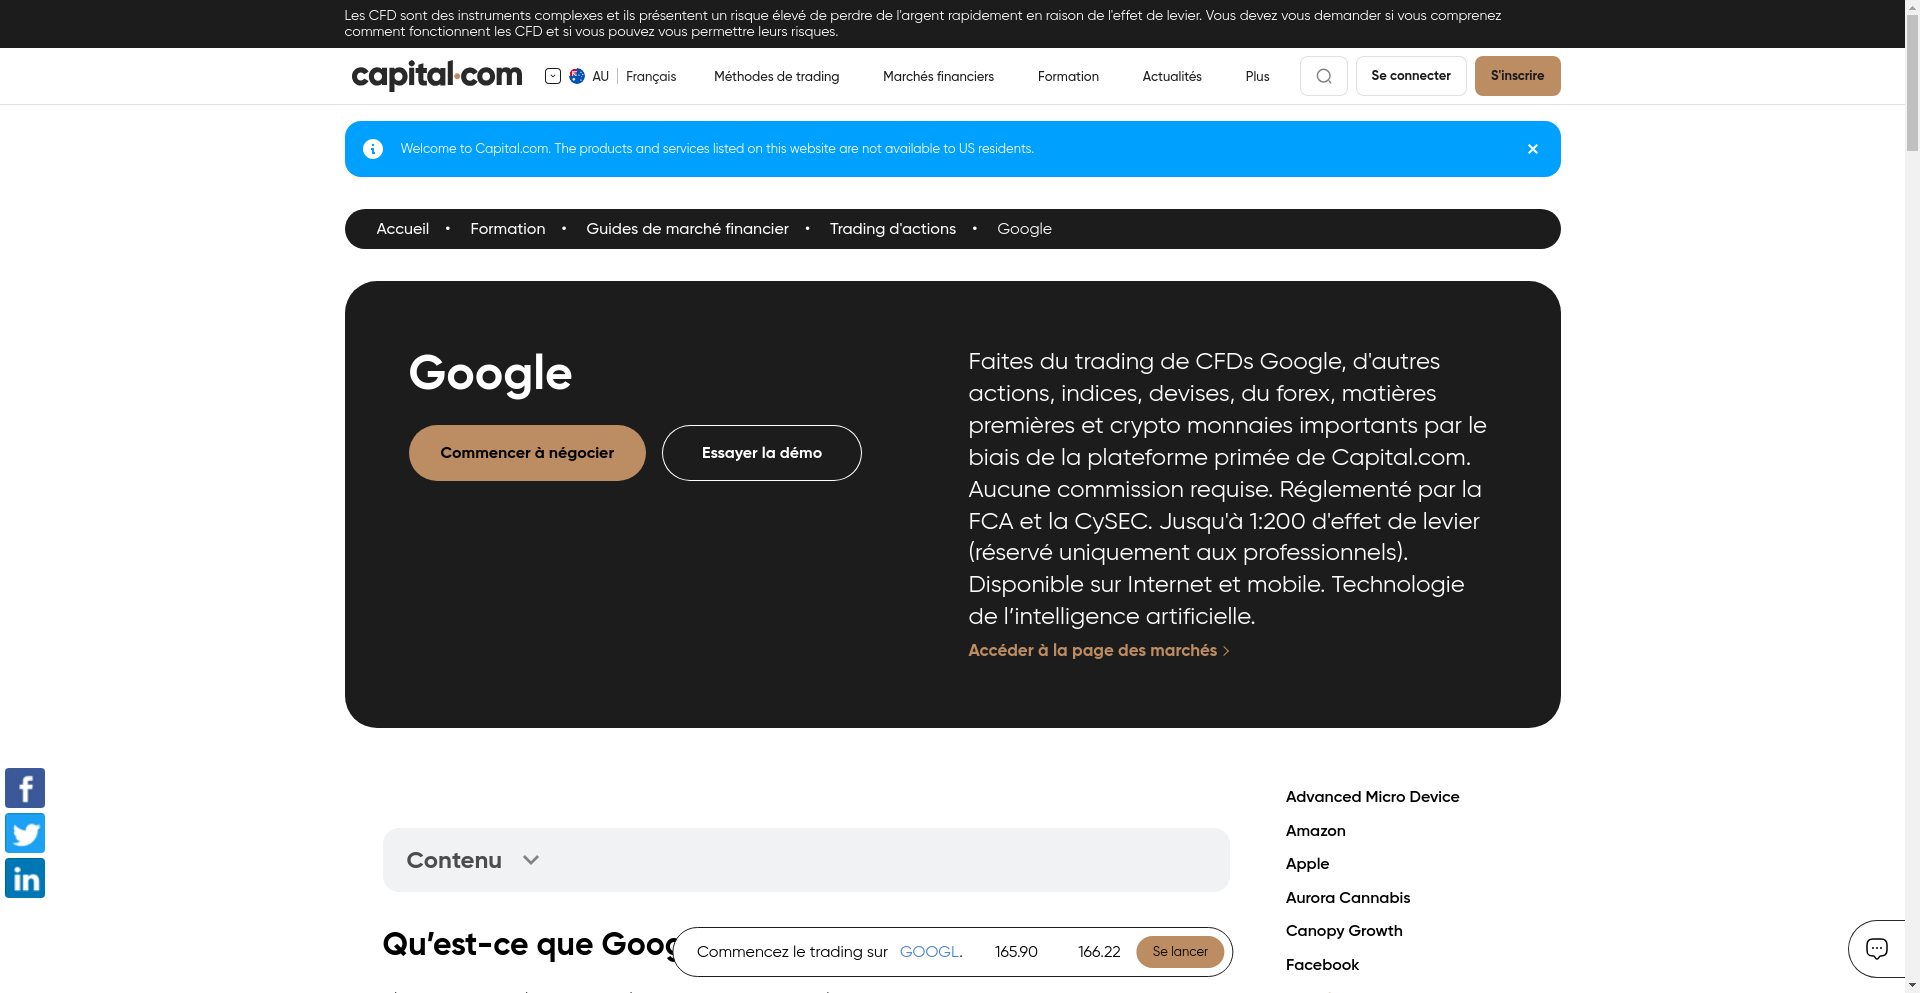 Les CFD sont des instruments complexes et ils présentent un risque élevé de perdre de l'argent rapidement en raison de l'effet de levier. Vous devez vous demander si vous comprenez
comment fonctionnent les CFD et si vous pouvez vous permettre leurs risques.
capital.com
AU
Français
Méthodes de trading
Marchés financiers
Formation
Actualités
Plus
Se connecter
S'inscrire
Welcome to Capital.com. The products and services listed on this website are not available to US residents.
Accueil • Formation • Guides de marché financier • Trading d'actions • Google
Google
Commencer à négocier
Essayer la démo
Faites du trading de CFDs Google, d'autres
actions, indices, devises, du forex, matières
premières et crypto monnaies importants par le
biais de la plateforme primée de Capital.com.
Aucune commission requise. Réglementé par la
FCA et la CySEC. Jusqu'à 1:200 d'effet de levier
(réservé uniquement aux professionnels).
Disponible sur Internet et mobile. Technologie
de l’intelligence artificielle.
Accéder à la page des marchés
Contenu
Qu’est-ce que Goog
Commencez le trading sur GOOGL. 165.90 166.22 Se lancer
Advanced Micro Device
Amazon
Apple
Aurora Cannabis
Canopy Growth
Facebook